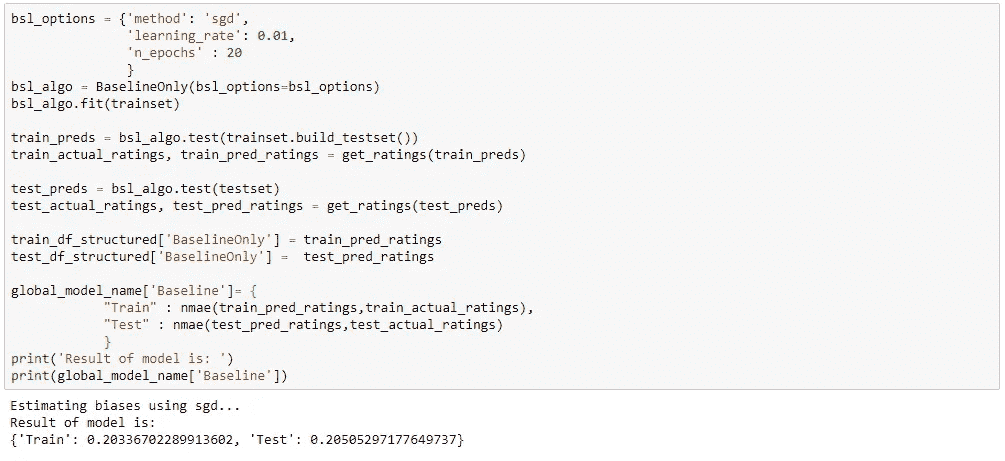 bsl_options = {'method': 'sgd',
               'learning_rate': 0.01,
               'n_epochs' : 20
               }
bsl_algo = BaselineOnly(bsl_options=bsl_options)
bsl_algo.fit(trainset)

train_preds = bsl_algo.test(trainset.build_testset())
train_actual_ratings, train_pred_ratings = get_ratings(train_preds)

test_preds = bsl_algo.test(testset)
test_actual_ratings, test_pred_ratings = get_ratings(test_preds)

train_df_structured['BaselineOnly'] = train_pred_ratings
test_df_structured['BaselineOnly'] =  test_pred_ratings

global_model_name['Baseline']= {
            "Train" : nmae(train_pred_ratings,train_actual_ratings),
            "Test" : nmae(test_pred_ratings,test_actual_ratings)
            }
print('Result of model is: ')
print(global_model_name['Baseline'])
Estimating biases using sgd...
Result of model is:
{'Train': 0.20336702289913602, 'Test': 0.20505297177649737}